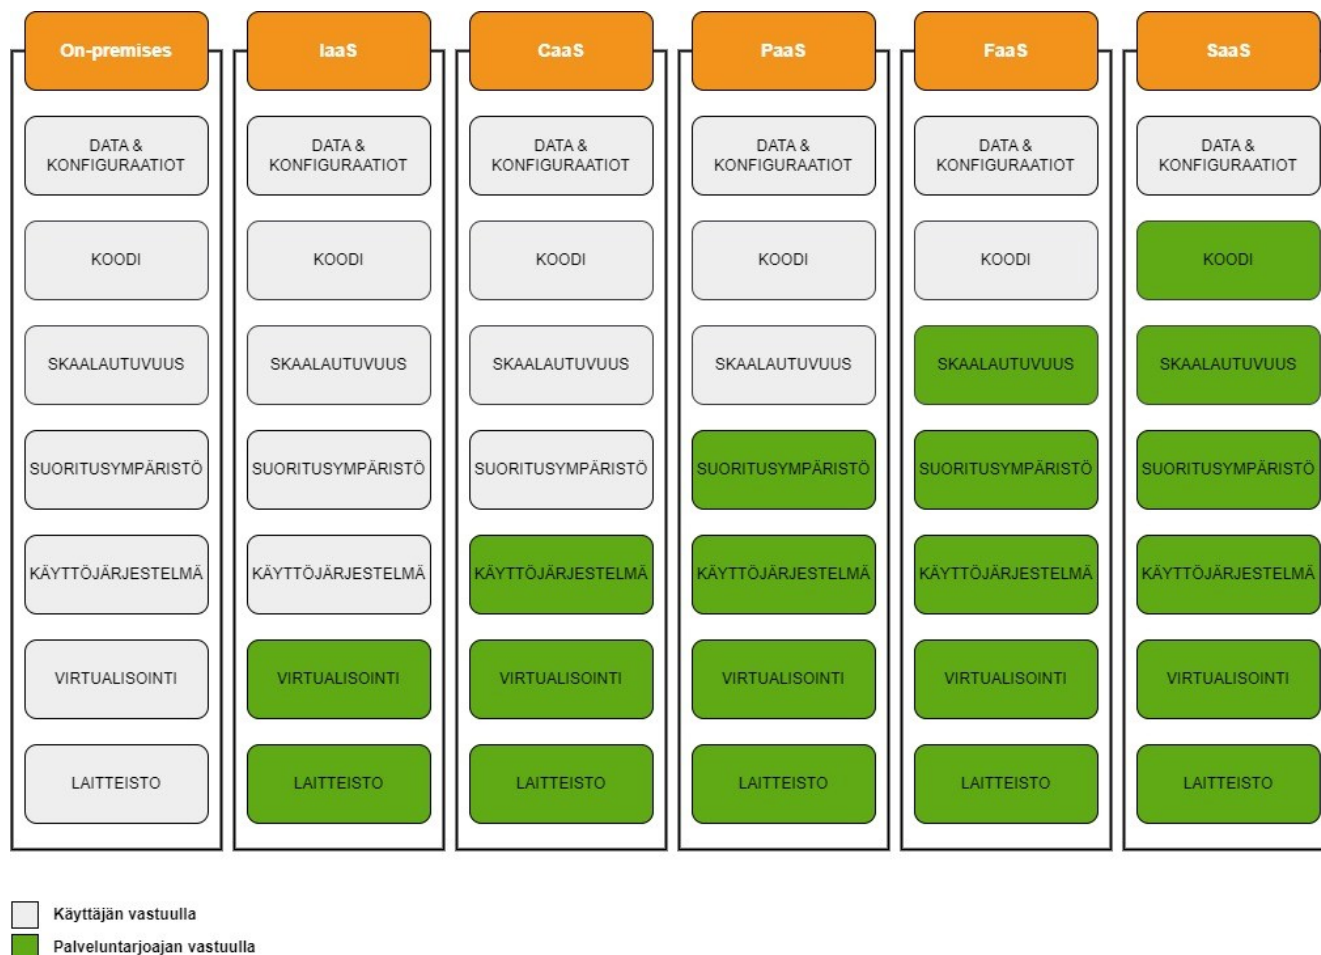 On-premises
DATA &
KONFIGURAATIOT
KOODI
SKAALAUTUVUUS
SUORITUSYMPÄRISTÖ
KÄYTTÖJÄRJESTELMÄ
VIRTUALISOINTI
LAITTEISTO
IaaS
DATA &
KONFIGURAATIOT
KOODI
SKAALAUTUVUUS
SUORITUSYMPÄRISTÖ
KÄYTTÖJÄRJESTELMÄ
VIRTUALISOINTI
LAITTEISTO
CaaS
DATA &
KONFIGURAATIOT
KOODI
SKAALAUTUVUUS
SUORITUSYMPÄRISTÖ
KÄYTTÖJÄRJESTELMÄ
VIRTUALISOINTI
LAITTEISTO
PaaS
DATA &
KONFIGURAATIOT
KOODI
SKAALAUTUVUUS
SUORITUSYMPÄRISTÖ
KÄYTTÖJÄRJESTELMÄ
VIRTUALISOINTI
LAITTEISTO
FaaS
DATA &
KONFIGURAATIOT
KOODI
SKAALAUTUVUUS
SUORITUSYMPÄRISTÖ
KÄYTTÖJÄRJESTELMÄ
VIRTUALISOINTI
LAITTEISTO
SaaS
DATA &
KONFIGURAATIOT
KOODI
SKAALAUTUVUUS
SUORITUSYMPÄRISTÖ
KÄYTTÖJÄRJESTELMÄ
VIRTUALISOINTI
LAITTEISTO
Käyttäjän vastuulla
Palveluntarjoajan vastuulla